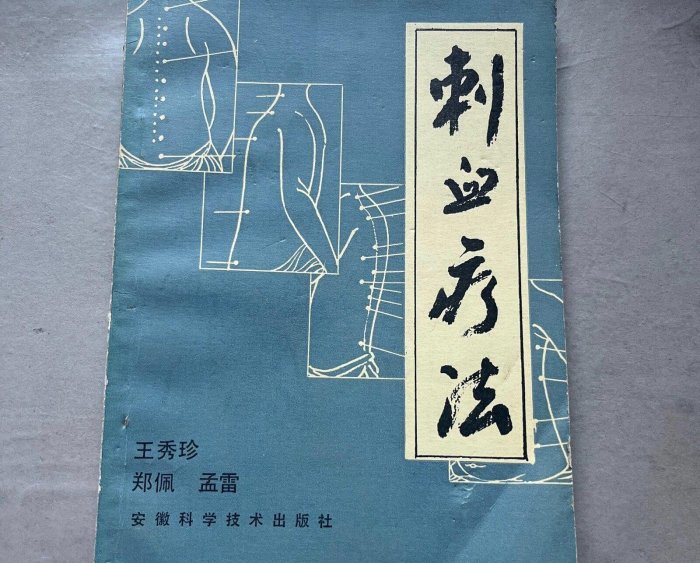 刺血疗法
王秀珍
郑佩 孟雷
安徽科学技术出版社